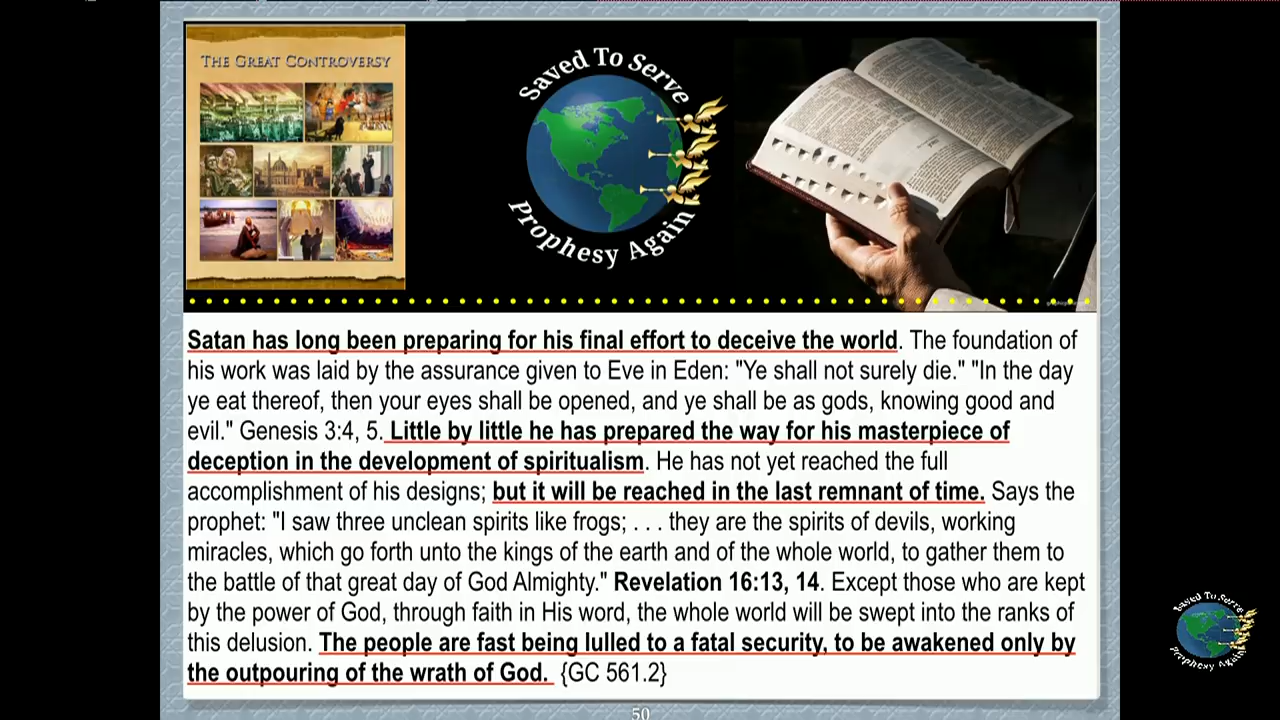 THE GREAT CONTROVERSY
Saved To Serve
Prophesy Again
Satan has long been preparing for his final effort to deceive the world. The foundation of
his work was laid by the assurance given to Eve in Eden: "Ye shall not surely die." "In the day
ye eat thereof, then your eyes shall be opened, and ye shall be as gods, knowing good and
evil." Genesis 3:4, 5. Little by little he has prepared the way for his masterpiece of
deception in the development of spiritualism. He has not yet reached the full
accomplishment of his designs; but it will be reached in the last remnant of time. Says the
prophet: "I saw three unclean spirits like frogs; . . . they are the spirits of devils, working
miracles, which go forth unto the kings of the earth and of the whole world, to gather them to
the battle of that great day of God Almighty." Revelation 16:13, 14. Except those who are kept
by the power of God, through faith in His word, the whole world will be swept into the ranks of
this delusion. The people are fast being lulled to a fatal security, to be awakened only by
the outpouring of the wrath of God. {GC 561.2}
Saved To Serve
Prophesy Again
50